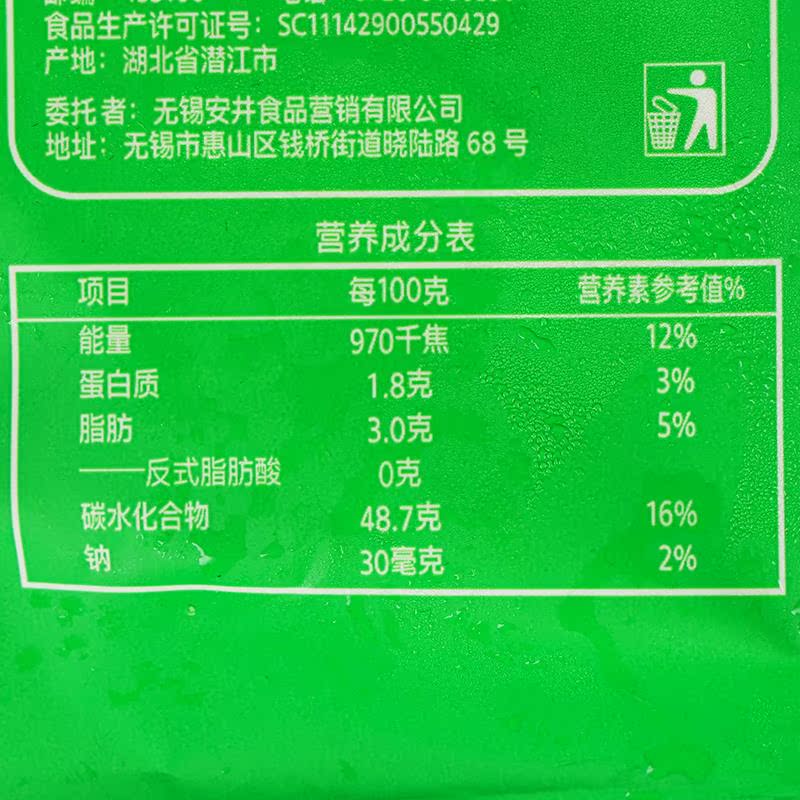 食品生产许可证号：SC11142900550429
产地：湖北省潜江市
委托者：无锡安井食品营销有限公司
地址：无锡市惠山区钱桥街道晓陆路 68 号
营养成分表
项目 每100克 营养素参考值%
能量 970千焦 12%
蛋白质 1.8克 3%
脂肪 3.0克 5%
——反式脂肪酸 0克
碳水化合物 48.7克 16%
钠 30毫克 2%